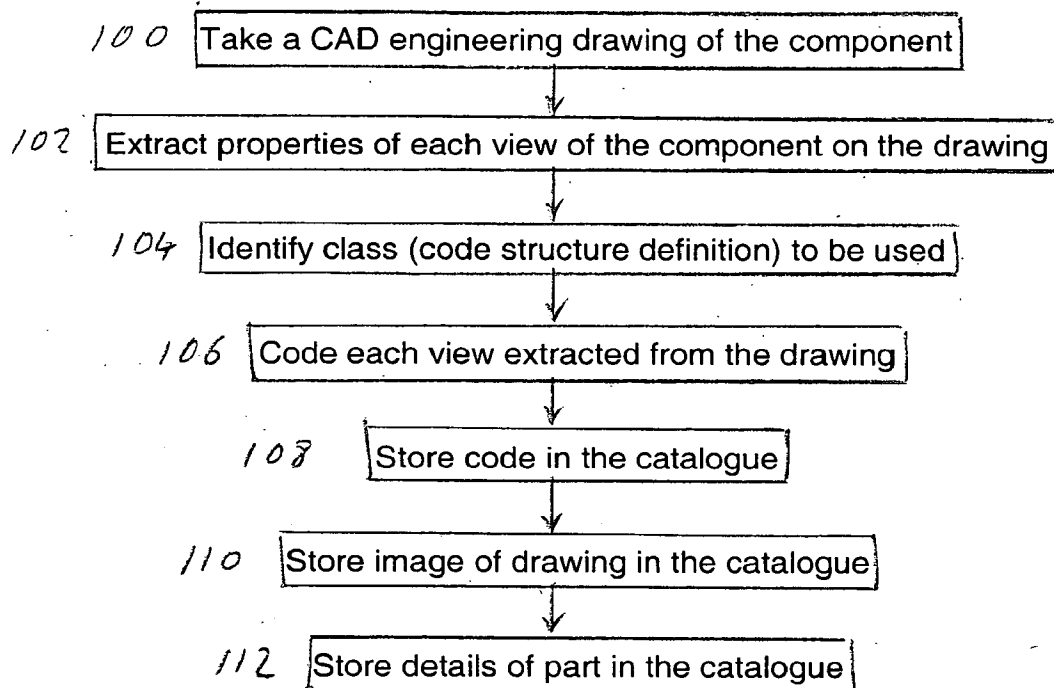 100 Take a CAD engineering drawing of the component
102 Extract properties of each view of the component on the drawing
104 Identify class (code structure definition) to be used
106 Code each view extracted from the drawing
108 Store code in the catalogue
110 Store image of drawing in the catalogue
112 Store details of part in the catalogue